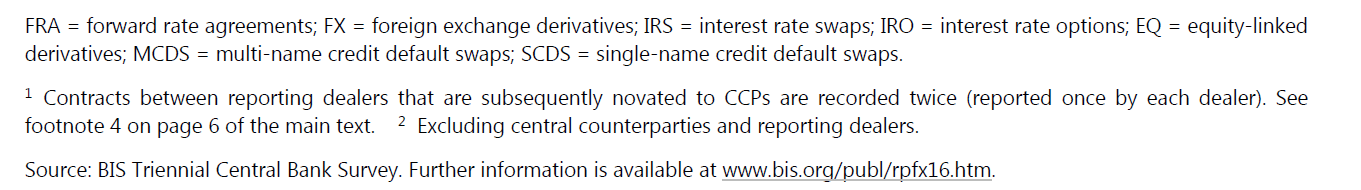 FRA = forward rate agreements; FX = foreign exchange derivatives; IRS = interest rate swaps; IRO = interest rate options; EQ = equity-linked
derivatives; MCDS = multi-name credit default swaps; SCDS = single-name credit default swaps.
1 Contracts between reporting dealers that are subsequently novated to CCPs are recorded twice (reported once by each dealer). See
footnote 4 on page 6 of the main text. 2 Excluding central counterparties and reporting dealers.
Source: BIS Triennial Central Bank Survey. Further information is available at www.bis.org/publ/rpfx16.htm.